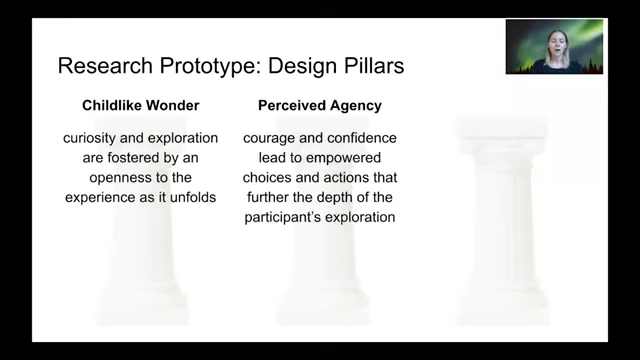 Research Prototype: Design Pillars
Childlike Wonder
curiosity and exploration
are fostered by an
openness to the
experience as it unfolds
Perceived Agency
courage and confidence
lead to empowered
choices and actions that
further the depth of the
participant's exploration